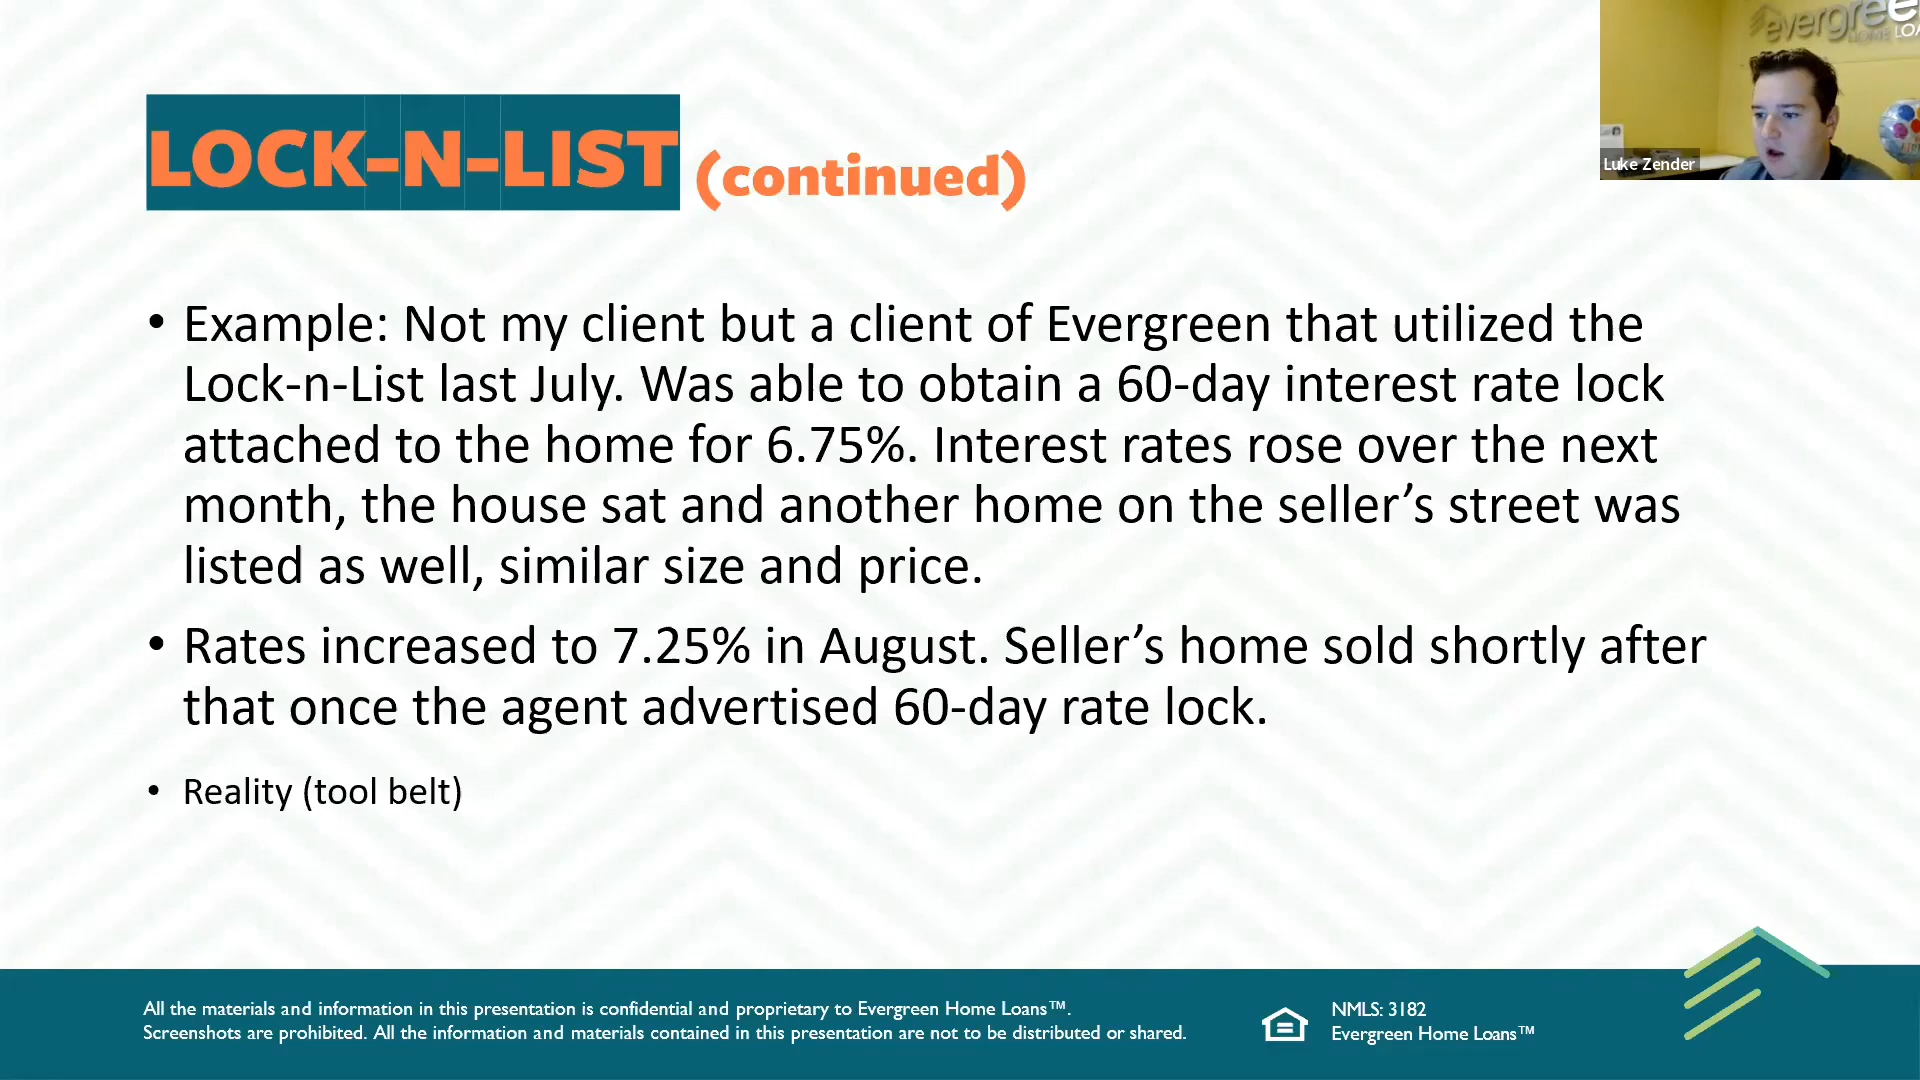 evergree
HOME LOA
Luke Zender
LOCK-N-LIST (continued)
• Example: Not my client but a client of Evergreen that utilized the
Lock-n-List last July. Was able to obtain a 60-day interest rate lock
attached to the home for 6.75%. Interest rates rose over the next
month, the house sat and another home on the seller’s street was
listed as well, similar size and price.
• Rates increased to 7.25% in August. Seller’s home sold shortly after
that once the agent advertised 60-day rate lock.
• Reality (tool belt)
All the materials and information in this presentation is confidential and proprietary to Evergreen Home Loans™.
Screenshots are prohibited. All the information and materials contained in this presentation are not to be distributed or shared.
NMLS: 3182
Evergreen Home Loans™